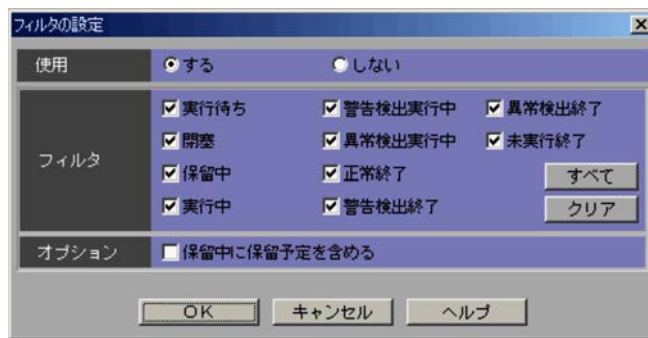 フィルタの設定
使用 する しない
実行待ち 警告検出実行中 異常検出終了
閉塞 異常検出実行中 未実行終了
フィルタ
保留中 正常終了 すべて
実行中 警告検出終了 クリア
オプション 保留中に保留予定を含める
OK キャンセル ヘルプ